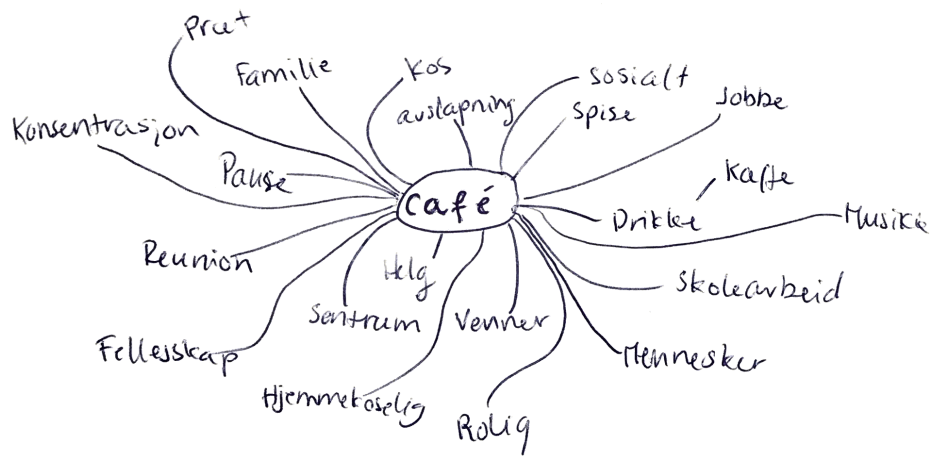 Prat
Familie
Kos
avslapning
Sosialt
Spise
Jobbe
Konsentrasjon
Pause
Kaffe
Café
Drikke
Musikk
Reunion
Helg
Skolearbeid
Sentrum
Venner
Fellesskap
Mennesker
Hjemmekoselig
Rolig